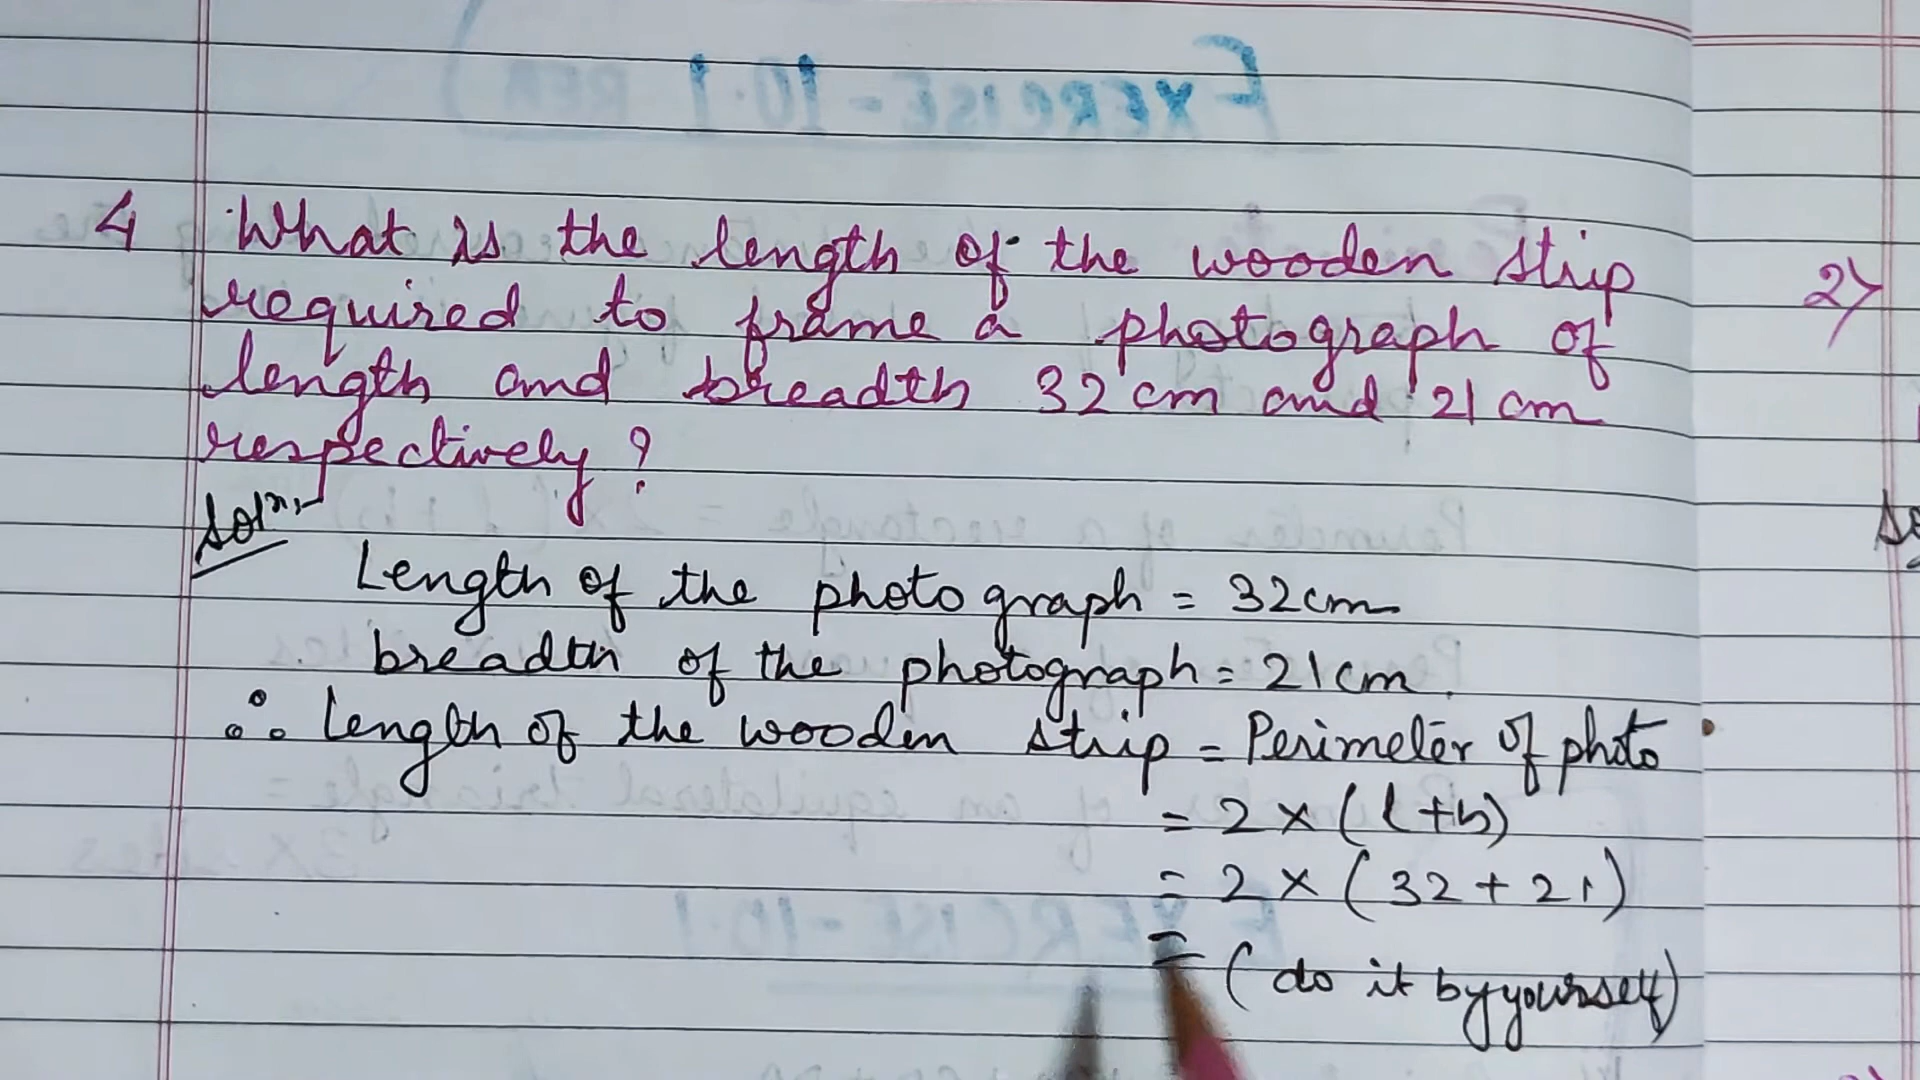 4 What is the length of the wooden strip
required to frame a photograph of
length and breadth 32 cm and 21 cm
respectively?
Solⁿ:-
Length of the photograph = 32cm
breadth of the photograph = 21cm.
∴ length of the wooden strip = Perimeter of photo
= 2 × (l+b)
= 2 × (32 + 21)
= (do it by yourself)
2)